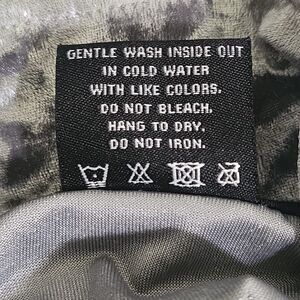 GENTLE WASH INSIDE OUT
IN COLD WATER
WITH LIKE COLORS.
DO NOT BLEACH.
HANG TO DRY.
DO NOT IRON.